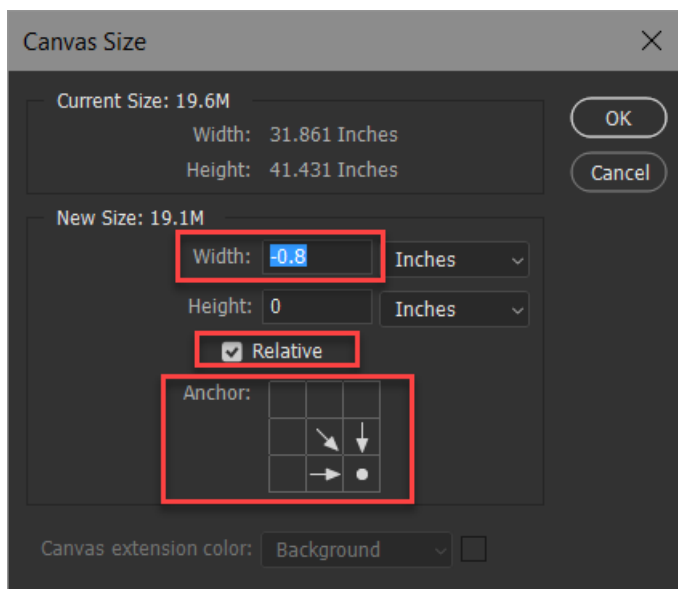 Canvas Size
Current Size: 19.6M
Width: 31.861 Inches
Height: 41.431 Inches
OK
Cancel
New Size: 19.1M
Width: -0.8 Inches
Height: 0 Inches
Relative
Anchor:
Canvas extension color: Background